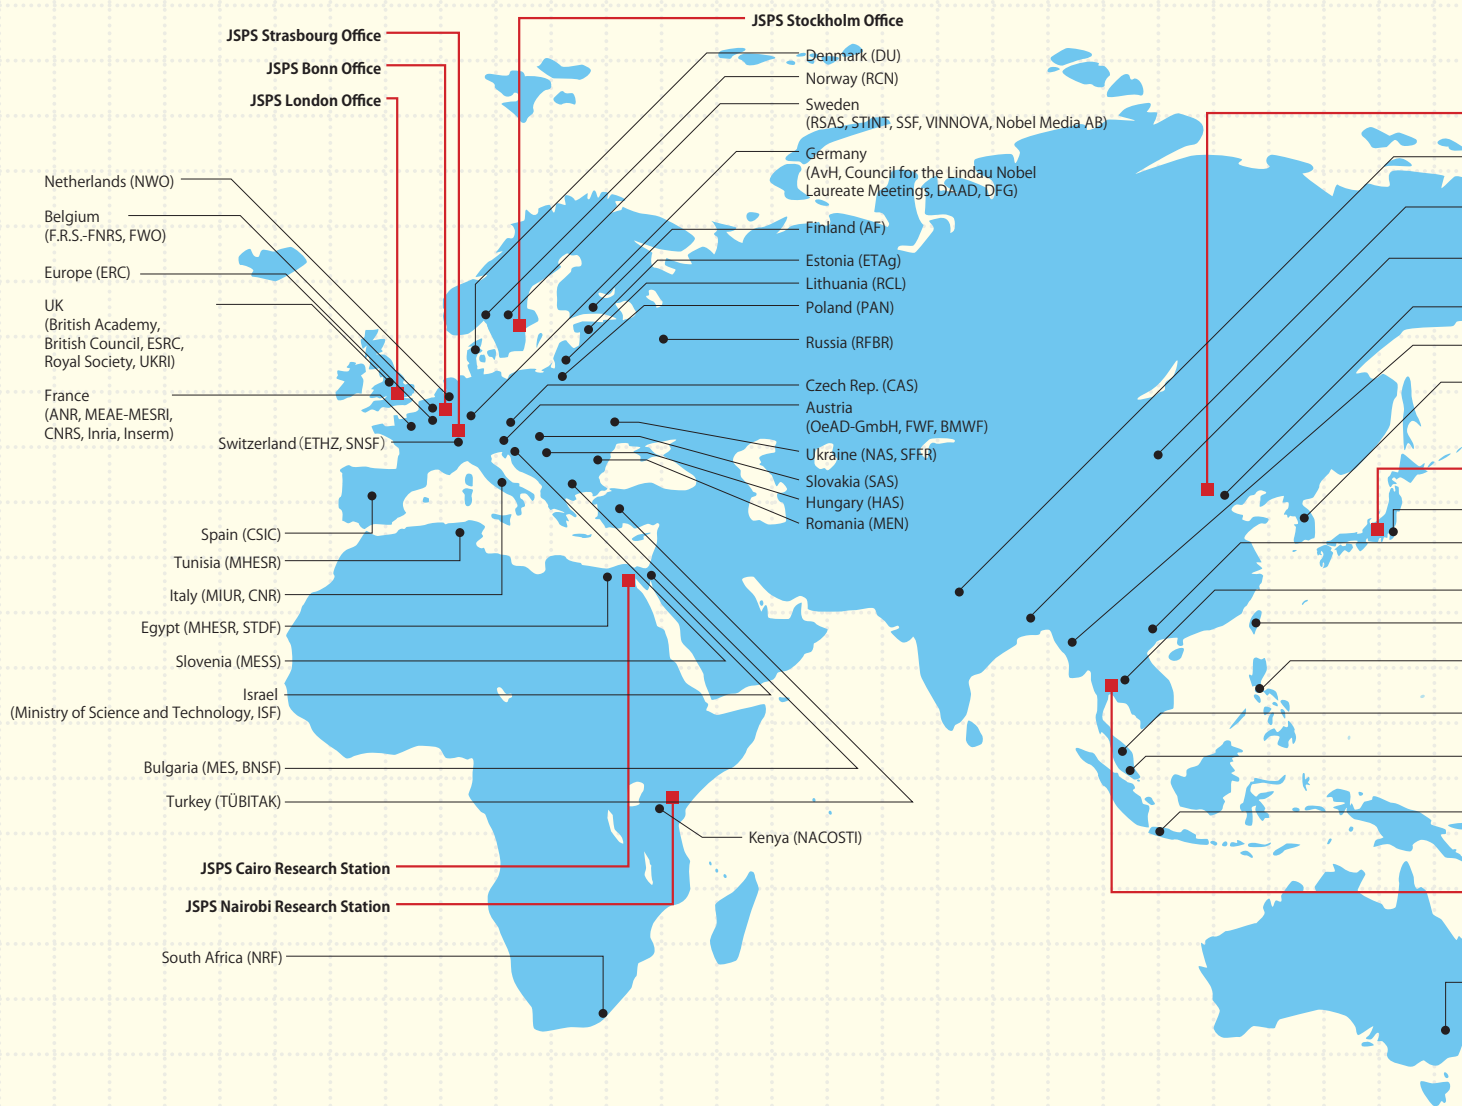 JSPS Stockholm Office
JSPS Strasbourg Office
JSPS Bonn Office
JSPS London Office
Denmark (DU)
Norway (RCN)
Sweden
(RSAS, STINT, SSF, VINNOVA, Nobel Media AB)
Germany
(AvH, Council for the Lindau Nobel
Laureate Meetings, DAAD, DFG)
Finland (AF)
Estonia (ETAg)
Lithuania (RCL)
Poland (PAN)
Russia (RFBR)
Czech Rep. (CAS)
Austria
(OeAD-GmbH, FWF, BMWF)
Ukraine (NAS, SFFR)
Slovakia (SAS)
Hungary (HAS)
Romania (MEN)
Netherlands (NWO)
Belgium
(F.R.S.-FNRS, FWO)
Europe (ERC)
UK
(British Academy,
British Council, ESRC,
Royal Society, UKRI)
France
(ANR, MEAE-MESRI,
CNRS, Inria, Inserm)
Switzerland (ETHZ, SNSF)
Spain (CSIC)
Tunisia (MHESR)
Italy (MIUR, CNR)
Egypt (MHESR, STDF)
Slovenia (MESS)
Israel
(Ministry of Science and Technology, ISF)
Bulgaria (MES, BNSF)
Turkey (TÜBITAK)
Kenya (NACOSTI)
JSPS Cairo Research Station
JSPS Nairobi Research Station
South Africa (NRF)